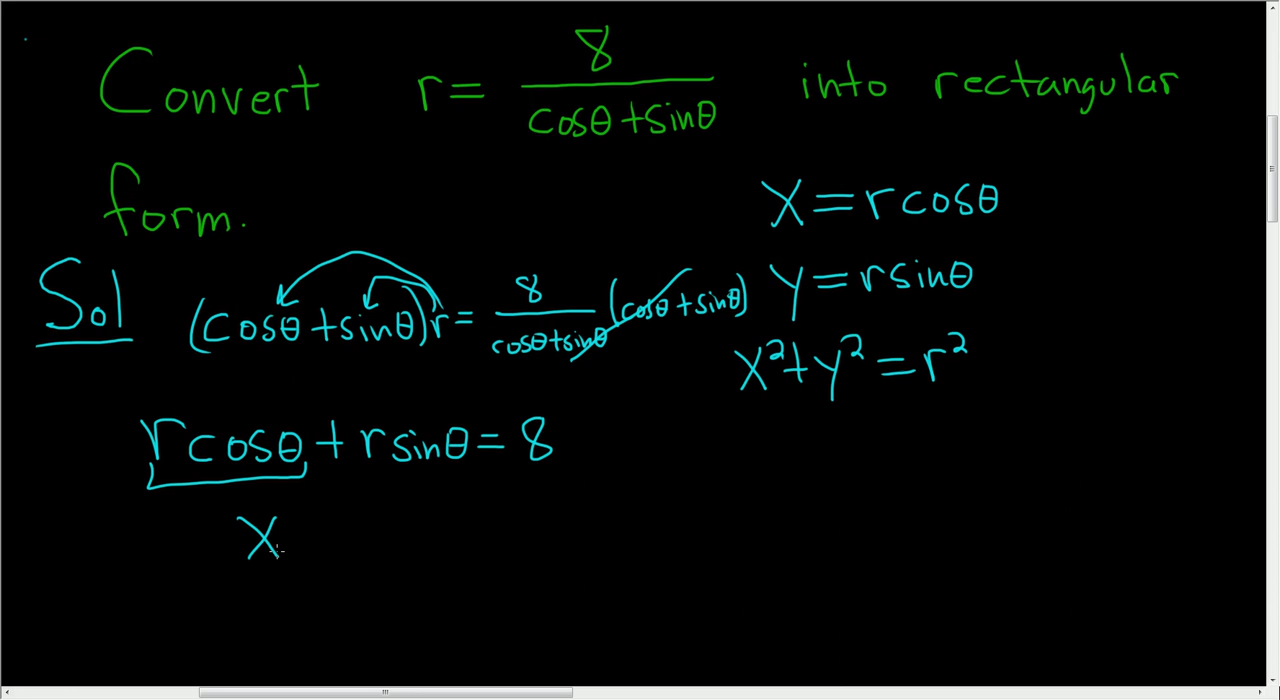 Convert r = 8/(cosθ + sinθ) into rectangular
form.
x = r cosθ
Sol (cosθ + sinθ)r = 8/(cosθ + sinθ) (cosθ + sinθ)
y = r sinθ
x² + y² = r²
r cosθ + r sinθ = 8
x